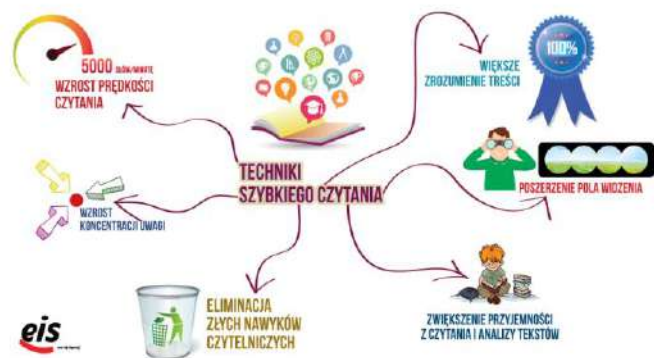 5000 SŁÓW/MINUTĘ
WZROST PRĘDKOŚCI
CZYTANIA
100%
WIĘKSZE
ZROZUMIENIE TREŚCI
TECHNIKI
SZYBKIEGO CZYTANIA
POSZERZENIE POLA WIDZENIA
WZROST
KONCENTRACJI UWAGI
ELIMINACJA
ZŁYCH NAWYKÓW
CZYTELNICZYCH
ZWIĘKSZENIE PRZYJEMNOŚCI
Z CZYTANIA I ANALIZY TEKSTÓW
eis